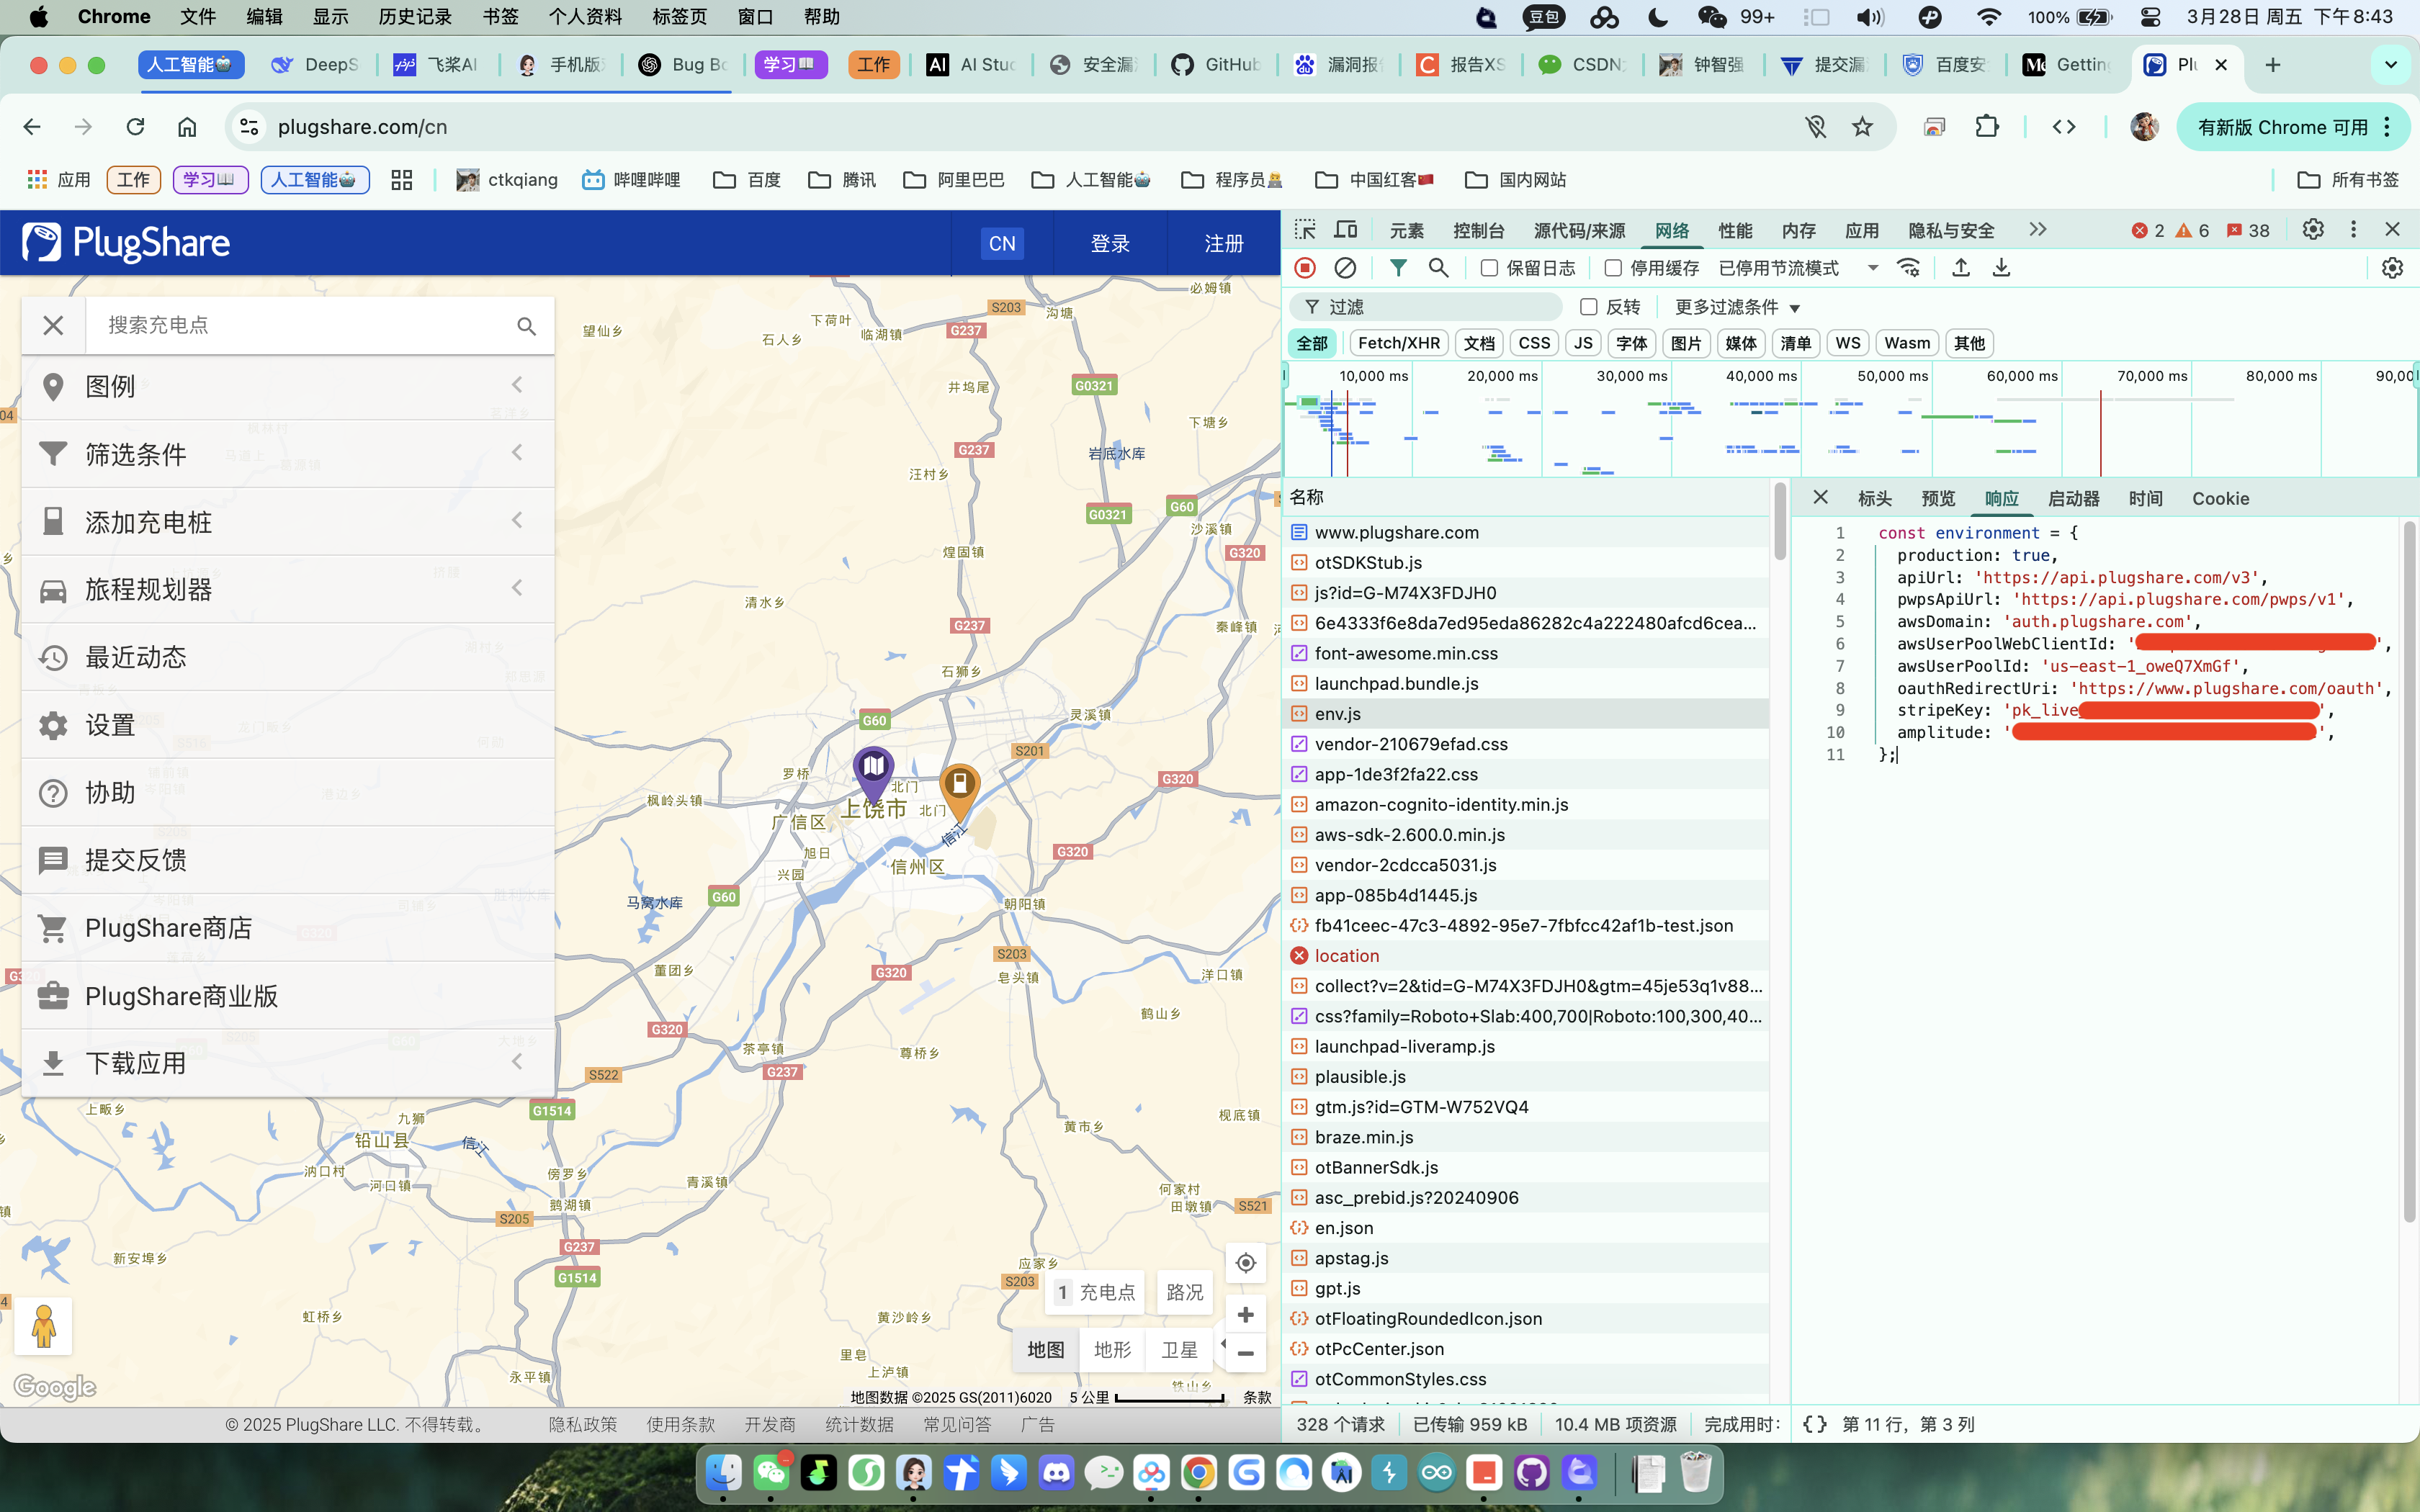 Chrome 文件 编辑 显示 历史记录 书签 个人资料 标签页 窗口 帮助
豆包 99+ 100% 3月28日 周五 下午8:43
人工智能🤖 DeepS 飞桨AI 手机版 Bug Bo 学习📖 工作 AI Stud 安全漏 GitHub 漏洞报 报告XS CSDN 钟智强 提交漏 百度安 Getting Plu
plugshare.com/cn
有新版 Chrome 可用
应用 工作 学习📖 人工智能🤖 ctkqiang 哔哩哔哩 百度 腾讯 阿里巴巴 人工智能🤖 程序员👨‍💻 中国红客🇨🇳 国内网站 所有书签
PlugShare
CN 登录 注册
搜索充电点
图例
筛选条件
添加充电桩
旅程规划器
最近动态
设置
协助
提交反馈
PlugShare商店
PlugShare商业版
下载应用
必姆镇
S203
沟塘
下荷叶
望仙乡
石人乡
临湖镇
G237
井坞尾
G0321
下塘乡
G237
岩底水库
汪村乡
G60
G0321
沙溪镇
煌固镇
G320
清水乡
G237
秦峰镇
石狮乡
灵溪镇
G60
S201
罗桥
北门
G320
枫岭头镇
上饶市
北门
广信区
信江
旭日
G320
信州区
兴园
G60
马窝水库
朝阳镇
S203
董团乡
G320
皂头镇
洋口镇
鹤山乡
G320
茶亭镇
尊桥乡
S522
G237
上畈乡
G1514
九狮
枧底镇
黄市乡
铅山县
信江
汭口村
傍罗乡
河口镇
青溪镇
何家村
鹅湖镇
田墩镇
S521
S205
G237
新安埠乡
应家乡
G1514
S203
虹桥乡
黄沙岭乡
里皂
上泸镇
永平镇
铁山乡
1 充电点 路况
地图 地形 卫星
Google
地图数据 ©2025 GS(2011)6020 5 公里 条款
© 2025 PlugShare LLC. 不得转载。 隐私政策 使用条款 开发商 统计数据 常见问答 广告
元素 控制台 源代码/来源 网络 性能 内存 应用 隐私与安全 2 6 38
保留日志 停用缓存 已停用节流模式
过滤 反转 更多过滤条件
全部 Fetch/XHR 文档 CSS JS 字体 图片 媒体 清单 WS Wasm 其他
10,000 ms 20,000 ms 30,000 ms 40,000 ms 50,000 ms 60,000 ms 70,000 ms 80,000 ms 90,00
名称
www.plugshare.com
otSDKStub.js
js?id=G-M74X3FDJH0
6e4333f6e8da7ed95eda86282c4a222480afcd6cea...
font-awesome.min.css
launchpad.bundle.js
env.js
vendor-210679efad.css
app-1de3f2fa22.css
amazon-cognito-identity.min.js
aws-sdk-2.600.0.min.js
vendor-2cdcca5031.js
app-085b4d1445.js
fb41ceec-47c3-4892-95e7-7fbfcc42af1b-test.json
location
collect?v=2&tid=G-M74X3FDJH0&gtm=45je53q1v88...
css?family=Roboto+Slab:400,700|Roboto:100,300,40...
launchpad-liveramp.js
plausible.js
gtm.js?id=GTM-W752VQ4
braze.min.js
otBannerSdk.js
asc_prebid.js?20240906
en.json
apstag.js
gpt.js
otFloatingRoundedIcon.json
otPcCenter.json
otCommonStyles.css
标头 预览 响应 启动器 时间 Cookie
1 const environment = {
2 production: true,
3 apiUrl: 'https://api.plugshare.com/v3',
4 pwpsApiUrl: 'https://api.plugshare.com/pwps/v1',
5 awsDomain: 'auth.plugshare.com',
6 awsUserPoolWebClientId: '',
7 awsUserPoolId: 'us-east-1_oweQ7XmGf',
8 oauthRedirectUri: 'https://www.plugshare.com/oauth',
9 stripeKey: 'pk_live_',
10 amplitude: '',
11 };
328 个请求 已传输 959 kB 10.4 MB 项资源 完成用时: {} 第 11 行，第 3 列